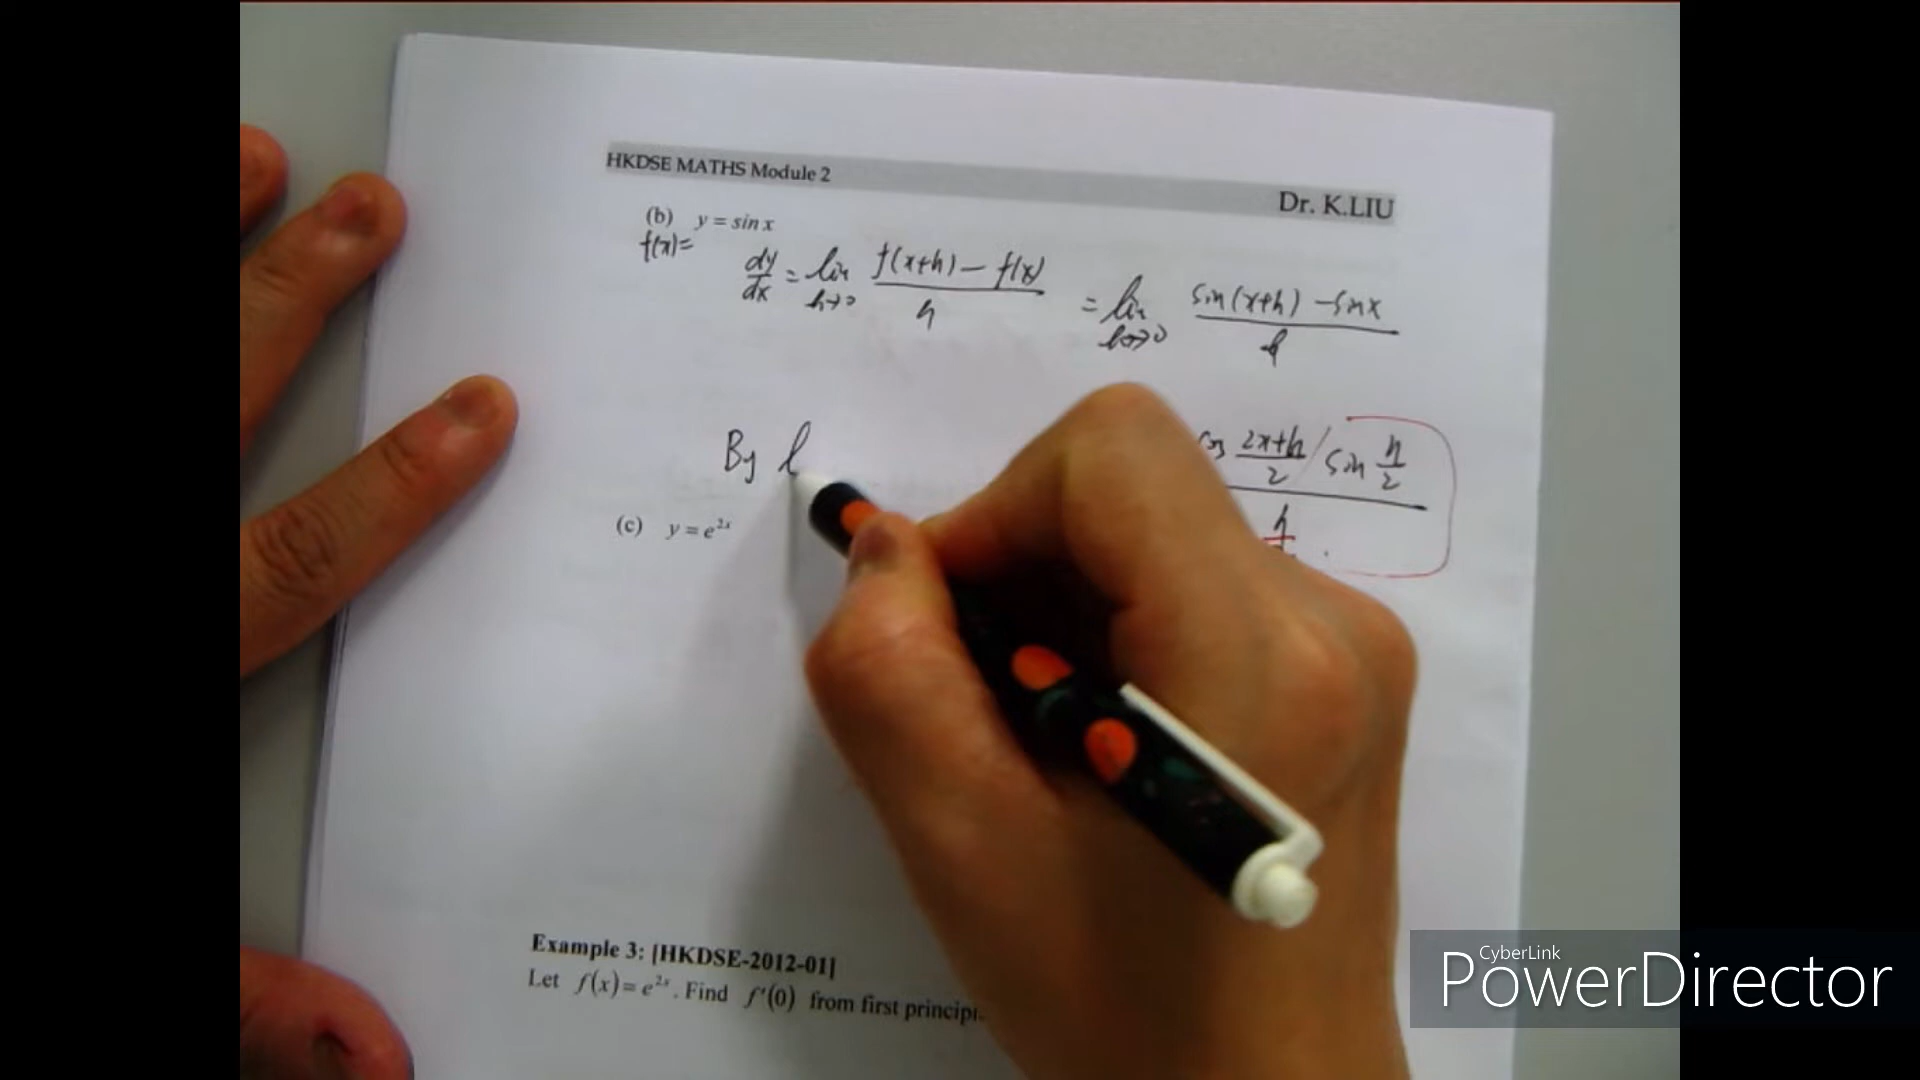 HKDSE MATHS Module 2 Dr. K.LIU
(b) y = sin x
f(x)=
dy/dx = lim h→0 (f(x+h) – f(x))/h = lim h→0 (sin(x+h) – sin x)/h
By l
2x+h/2 / sin h/2
h
(c) y = e^{2x}
Example 3: [HKDSE-2012-01]
Let f(x) = e^{2x}. Find f'(0) from first
CyberLink
PowerDirector